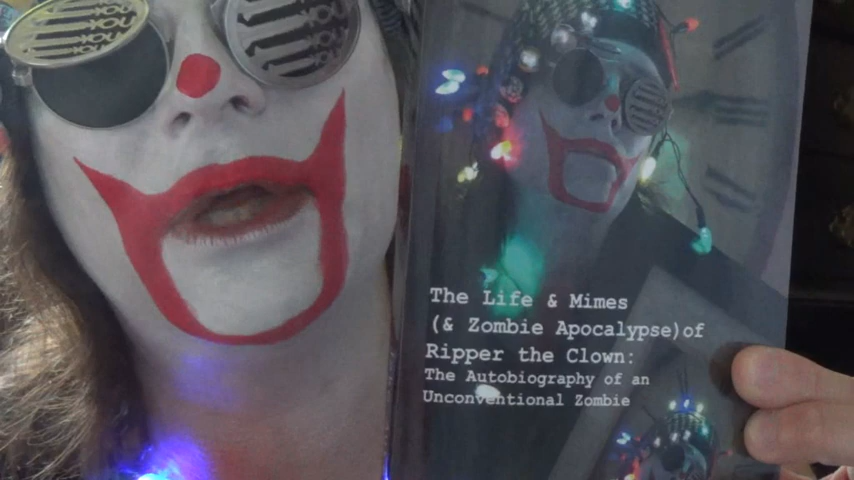 The Life & Mimes
(& Zombie Apocalypse)of
Ripper the Clown:
The Autobiography of an
Unconventional Zombie